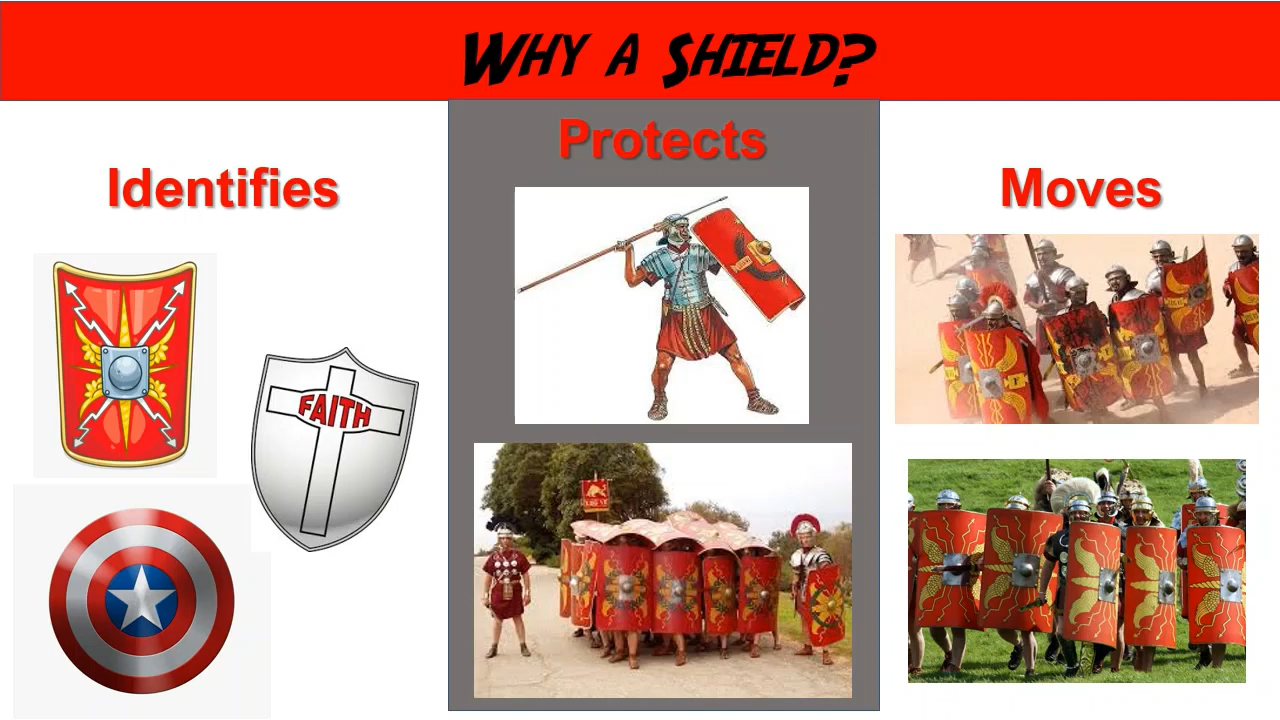 WHY A SHIELD?
Identifies
Protects
Moves
FAITH